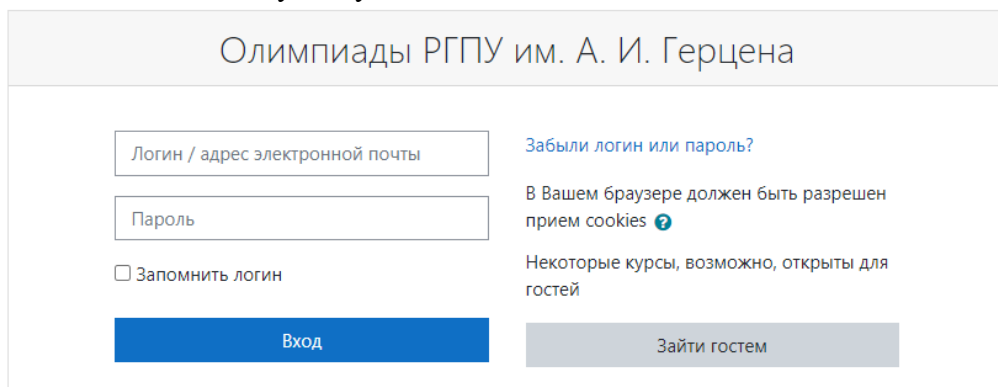 Олимпиады РГПУ им. А. И. Герцена
Логин / адрес электронной почты
Пароль
Запомнить логин
Вход
Забыли логин или пароль?
В Вашем браузере должен быть разрешен
прием cookies ?
Некоторые курсы, возможно, открыты для
гостей
Зайти гостем